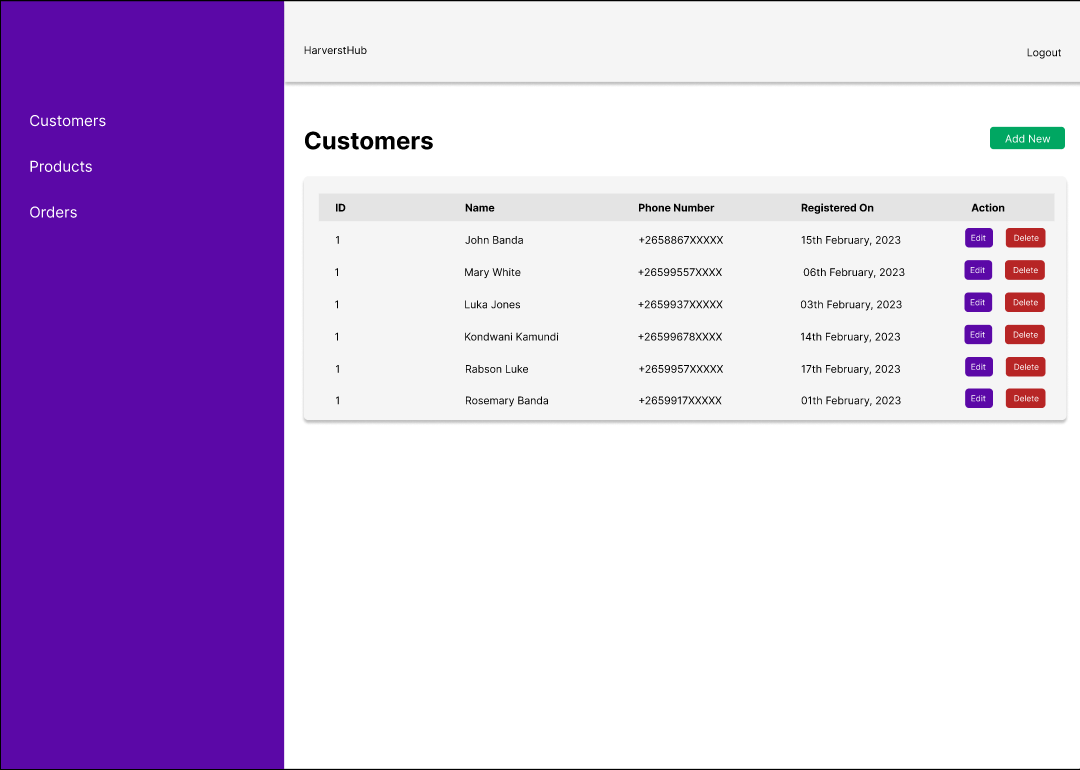 HarverstHub
Logout
Customers
Products
Orders
Customers
Add New
ID Name Phone Number Registered On Action
1 John Banda +2658867XXXXX 15th February, 2023 Edit Delete
1 Mary White +26599557XXXX 06th February, 2023 Edit Delete
1 Luka Jones +2659937XXXXX 03th February, 2023 Edit Delete
1 Kondwani Kamundi +26599678XXXX 14th February, 2023 Edit Delete
1 Rabson Luke +2659957XXXXX 17th February, 2023 Edit Delete
1 Rosemary Banda +2659917XXXXX 01th February, 2023 Edit Delete